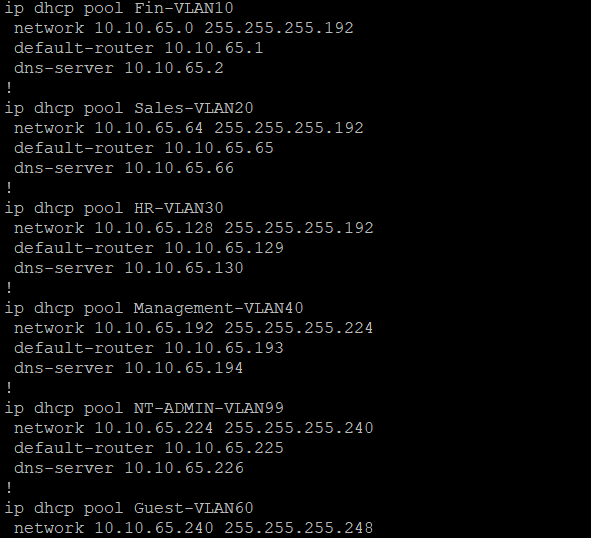 ip dhcp pool Fin-VLAN10
 network 10.10.65.0 255.255.255.192
 default-router 10.10.65.1
 dns-server 10.10.65.2
!
ip dhcp pool Sales-VLAN20
 network 10.10.65.64 255.255.255.192
 default-router 10.10.65.65
 dns-server 10.10.65.66
!
ip dhcp pool HR-VLAN30
 network 10.10.65.128 255.255.255.192
 default-router 10.10.65.129
 dns-server 10.10.65.130
!
ip dhcp pool Management-VLAN40
 network 10.10.65.192 255.255.255.224
 default-router 10.10.65.193
 dns-server 10.10.65.194
!
ip dhcp pool NT-ADMIN-VLAN99
 network 10.10.65.224 255.255.255.240
 default-router 10.10.65.225
 dns-server 10.10.65.226
!
ip dhcp pool Guest-VLAN60
 network 10.10.65.240 255.255.255.248